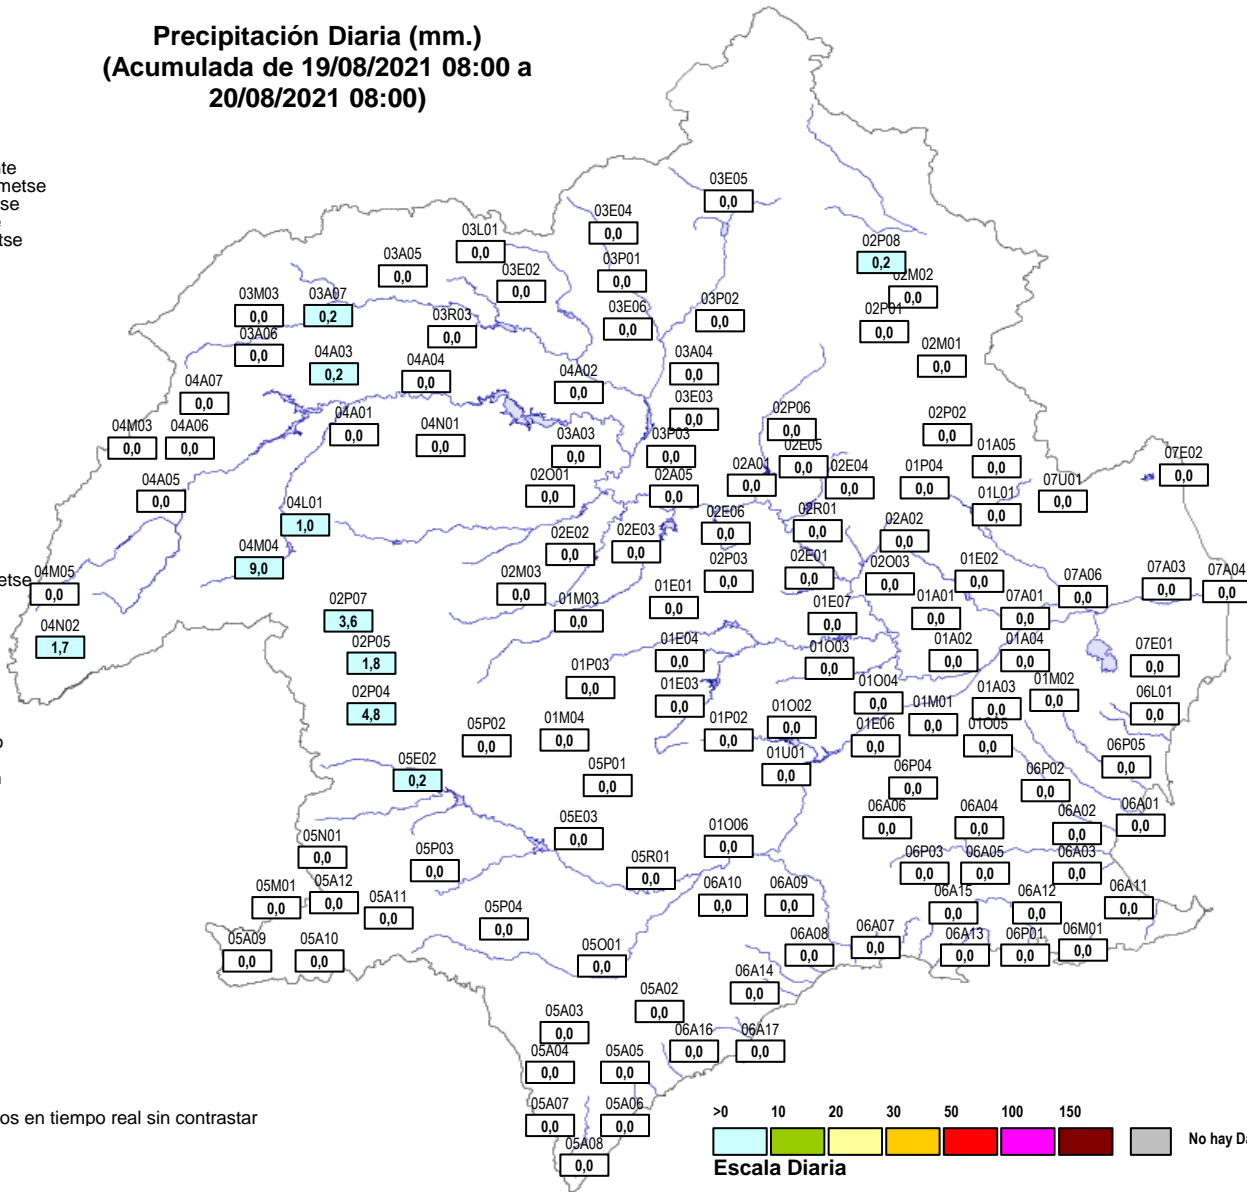 Precipitación Diaria (mm.)
(Acumulada de 19/08/2021 08:00 a
20/08/2021 08:00)
nte
metse
se
e
tse
03E05
0,0
03E04
0,0
03L01
0,0
03A05
0,0
03E02
0,0
03P01
0,0
02P08
0,2
02M02
0,0
03M03
0,0
03A07
0,2
03R03
0,0
03E06
0,0
03P02
0,0
02P01
0,0
03A06
0,0
04A03
0,2
04A04
0,0
04A02
0,0
03A04
0,0
02M01
0,0
04A07
0,0
03E03
0,0
04M03
0,0
04A06
0,0
04A01
0,0
04N01
0,0
03A03
0,0
03P03
0,0
02P06
0,0
02P02
0,0
02E05
0,0
01A05
0,0
07E02
0,0
04A05
0,0
02O01
0,0
02A05
0,0
02A01
0,0
02E04
0,0
01P04
0,0
07U01
0,0
04L01
1,0
01L01
0,0
02E06
0,0
02R01
0,0
02A02
0,0
04M04
9,0
02E02
0,0
02E03
0,0
metse
04M05
0,0
02M03
0,0
02P03
0,0
02E01
0,0
02O03
0,0
01E02
0,0
07A06
0,0
07A03
0,0
07A04
0,0
02P07
3,6
01M03
0,0
01E01
0,0
01E07
0,0
01A01
0,0
07A01
0,0
04N02
1,7
02P05
1,8
01E04
0,0
01O03
0,0
01A02
0,0
01A04
0,0
07E01
0,0
01P03
0,0
02P04
4,8
01E03
0,0
01O04
0,0
01A03
0,0
01M02
0,0
06L01
0,0
05P02
0,0
01M04
0,0
01P02
0,0
01O02
0,0
01M01
0,0
01E06
0,0
01O05
0,0
o
06P05
0,0
05E02
0,2
05P01
0,0
01U01
0,0
06P04
0,0
06P02
0,0
05E03
0,0
01O06
0,0
06A06
0,0
06A04
0,0
06A02
0,0
06A01
0,0
05N01
0,0
05P03
0,0
05R01
0,0
06P03
0,0
06A05
0,0
06A03
0,0
05M01
0,0
05A12
0,0
05A11
0,0
06A10
0,0
06A09
0,0
06A15
0,0
06A12
0,0
06A11
0,0
05P04
0,0
05A09
0,0
05A10
0,0
05O01
0,0
06A08
0,0
06A07
0,0
06A13
0,0
06P01
0,0
06M01
0,0
06A14
0,0
05A02
0,0
05A03
0,0
06A16
0,0
06A17
0,0
05A04
0,0
05A05
0,0
05A07
0,0
05A06
0,0
05A08
0,0
os en tiempo real sin contrastar
>0 10 20 30 50 100 150
No hay Da
Escala Diaria